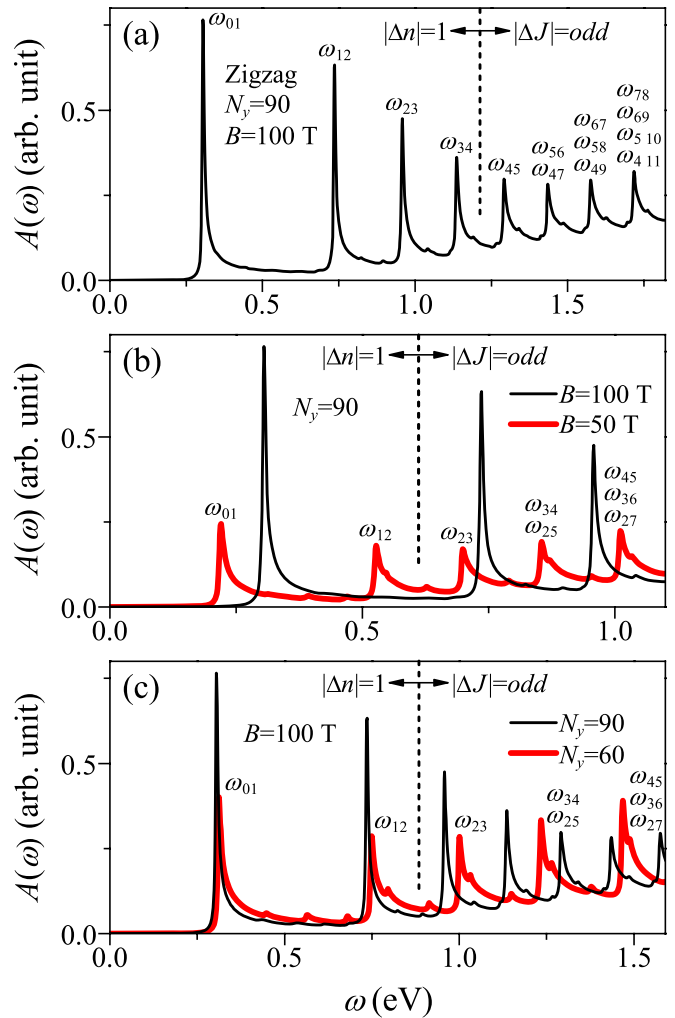 (a)
ω01
|Δn|=1
|ΔJ|=odd
Zigzag
Ny=90
B=100 T
ω12
ω23
ω34
ω45
ω56
ω47
ω67
ω58
ω49
ω78
ω69
ω5 10
ω4 11
0.5
0.0
A(ω) (arb. unit)
0.0
0.5
1.0
1.5
(b)
|Δn|=1
|ΔJ|=odd
Ny=90
B=100 T
B=50 T
ω01
ω12
ω23
ω34
ω25
ω45
ω36
ω27
0.5
0.0
A(ω) (arb. unit)
0.0
0.5
1.0
(c)
|Δn|=1
|ΔJ|=odd
B=100 T
Ny=90
Ny=60
ω01
ω12
ω23
ω34
ω25
ω45
ω36
ω27
0.5
0.0
A(ω) (arb. unit)
0.0
0.5
1.0
1.5
ω (eV)